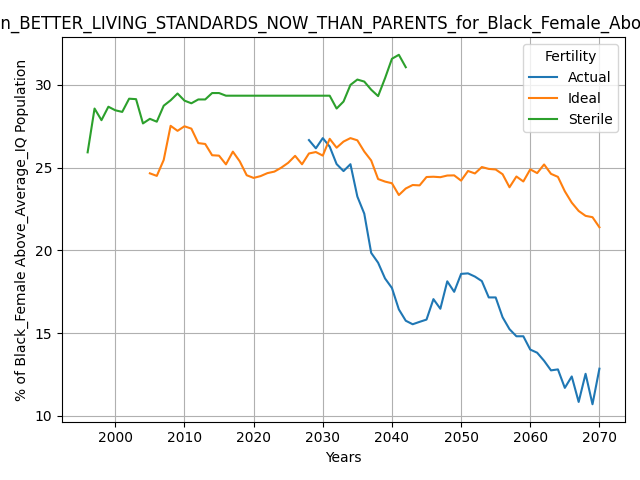 n_BETTER_LIVING_STANDARDS_NOW_THAN_PARENTS_for_Black_Female_Abo
% of Black_Female Above_Average_IQ Population
30
25
20
15
10
Fertility
Actual
Ideal
Sterile
2000 2010 2020 2030 2040 2050 2060 2070
Years